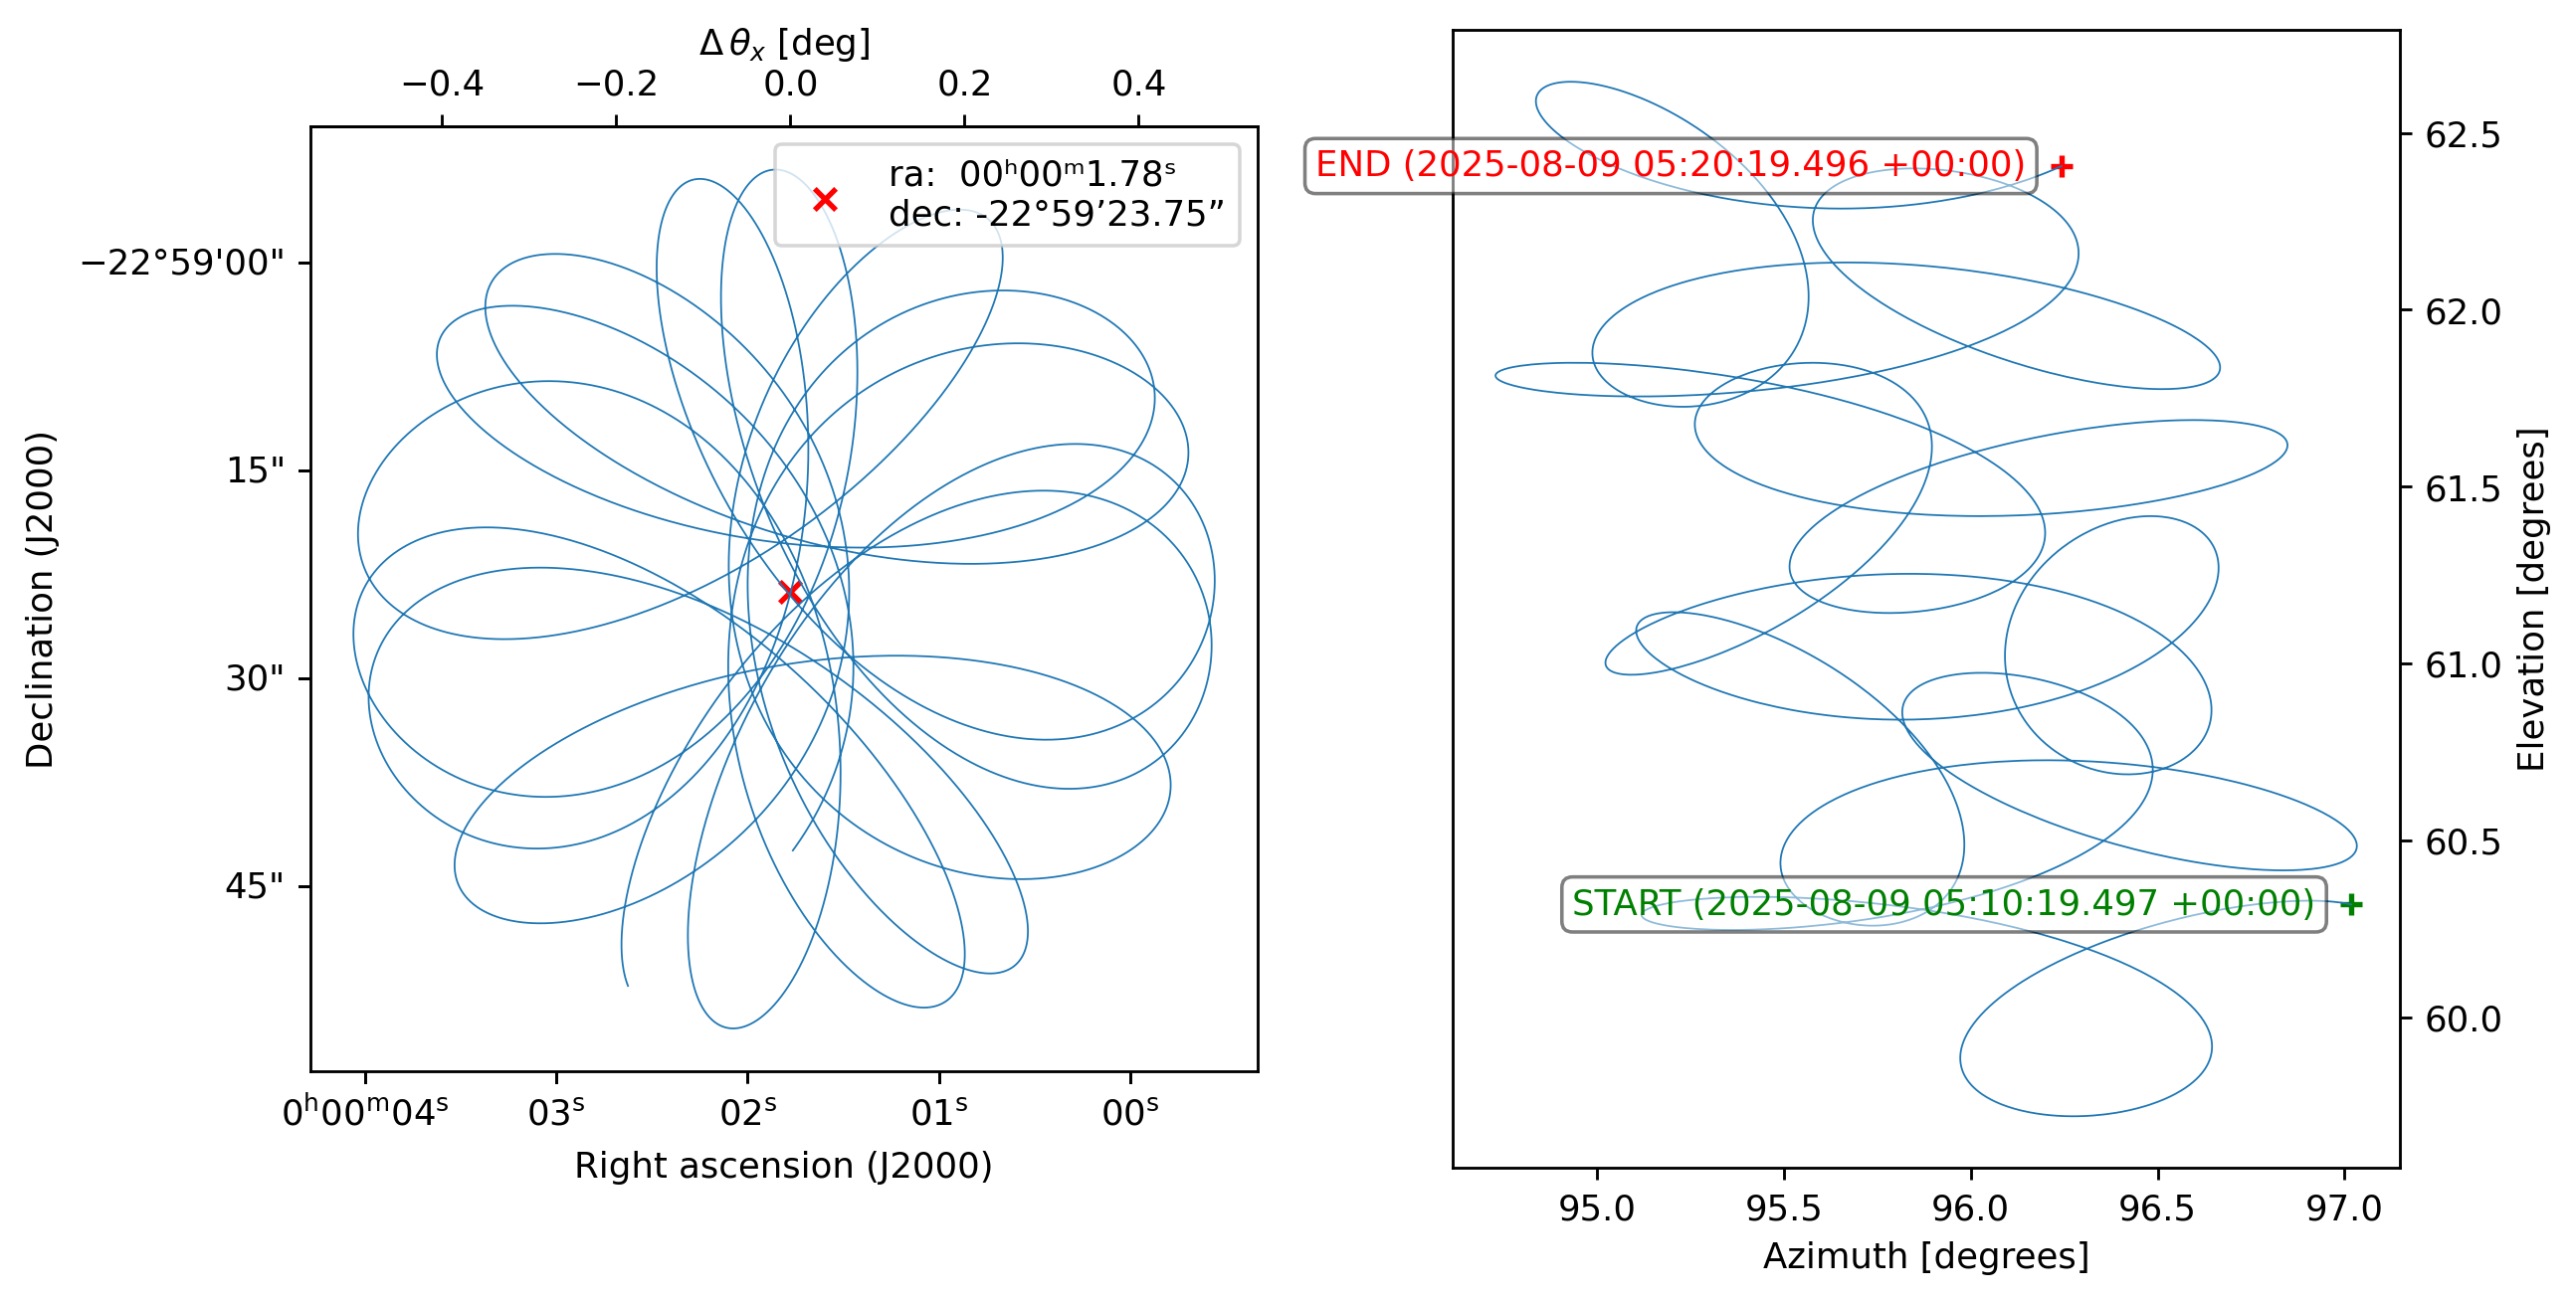 Δ θx [deg]
−0.4 −0.2 0.0 0.2 0.4
ra: 00ʰ00ᵐ1.78ˢ
dec: -22°59’23.75”
−22°59'00"
15"
30"
45"
Declination (J2000)
0ʰ00ᵐ04ˢ 03ˢ 02ˢ 01ˢ 00ˢ
Right ascension (J2000)
END (2025-08-09 05:20:19.496 +00:00)
START (2025-08-09 05:10:19.497 +00:00)
62.5
62.0
61.5
61.0
60.5
60.0
Elevation [degrees]
95.0 95.5 96.0 96.5 97.0
Azimuth [degrees]